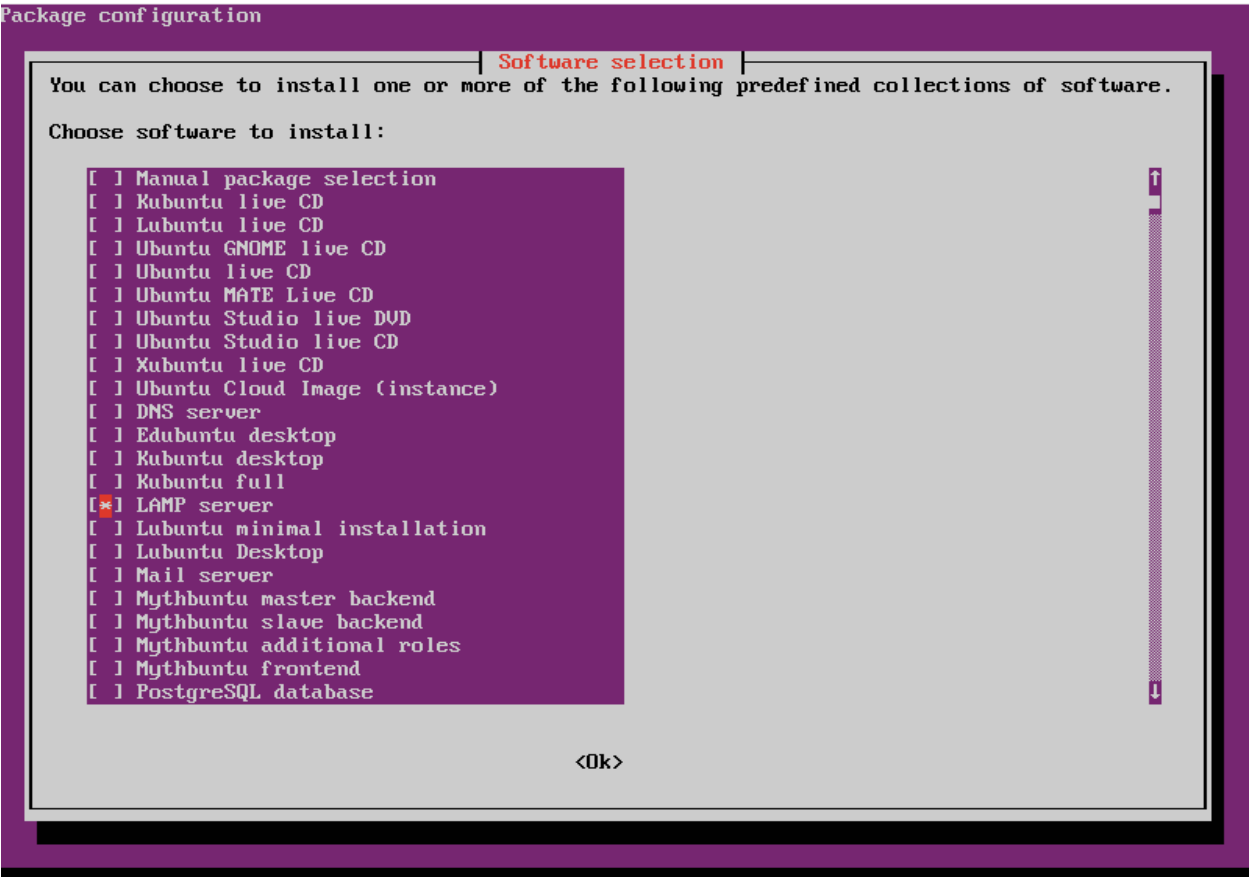 Package configuration
Software selection
You can choose to install one or more of the following predefined collections of software.
Choose software to install:
[ ] Manual package selection
[ ] Kubuntu live CD
[ ] Lubuntu live CD
[ ] Ubuntu GNOME live CD
[ ] Ubuntu live CD
[ ] Ubuntu MATE Live CD
[ ] Ubuntu Studio live DVD
[ ] Ubuntu Studio live CD
[ ] Xubuntu live CD
[ ] Ubuntu Cloud Image (instance)
[ ] DNS server
[ ] Edubuntu desktop
[ ] Kubuntu desktop
[ ] Kubuntu full
[*] LAMP server
[ ] Lubuntu minimal installation
[ ] Lubuntu Desktop
[ ] Mail server
[ ] Mythbuntu master backend
[ ] Mythbuntu slave backend
[ ] Mythbuntu additional roles
[ ] Mythbuntu frontend
[ ] PostgreSQL database
<Ok>